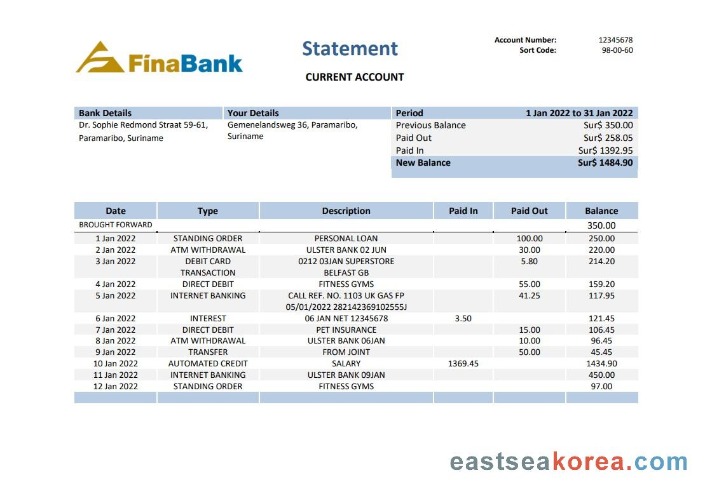 FinaBank
Statement
CURRENT ACCOUNT
Account Number: 12345678
Sort Code: 98-00-60
Bank Details Your Details Period 1 Jan 2022 to 31 Jan 2022
Dr. Sophie Redmond Straat 59-61, Gemenelandsweg 36, Paramaribo, Previous Balance Sur$ 350.00
Paramaribo, Suriname Suriname Paid Out Sur$ 258.05
Paid In Sur$ 1392.95
New Balance Sur$ 1484.90
Date Type Description Paid In Paid Out Balance
BROUGHT FORWARD 350.00
1 Jan 2022 STANDING ORDER PERSONAL LOAN 100.00 250.00
2 Jan 2022 ATM WITHDRAWAL ULSTER BANK 02 JUN 30.00 220.00
3 Jan 2022 DEBIT CARD 0212 03JAN SUPERSTORE 5.80 214.20
TRANSACTION BELFAST GB
4 Jan 2022 DIRECT DEBIT FITNESS GYMS 55.00 159.20
5 Jan 2022 INTERNET BANKING CALL REF. NO. 1103 UK GAS FP 41.25 117.95
05/01/2022 282142369102555J
6 Jan 2022 INTEREST 06 JAN NET 12345678 3.50 121.45
7 Jan 2022 DIRECT DEBIT PET INSURANCE 15.00 106.45
8 Jan 2022 ATM WITHDRAWAL ULSTER BANK 06JAN 10.00 96.45
9 Jan 2022 TRANSFER FROM JOINT 50.00 45.45
10 Jan 2022 AUTOMATED CREDIT SALARY 1369.45 1434.90
11 Jan 2022 INTERNET BANKING ULSTER BANK 09JAN 450.00
12 Jan 2022 STANDING ORDER FITNESS GYMS 97.00
eastseakorea.com